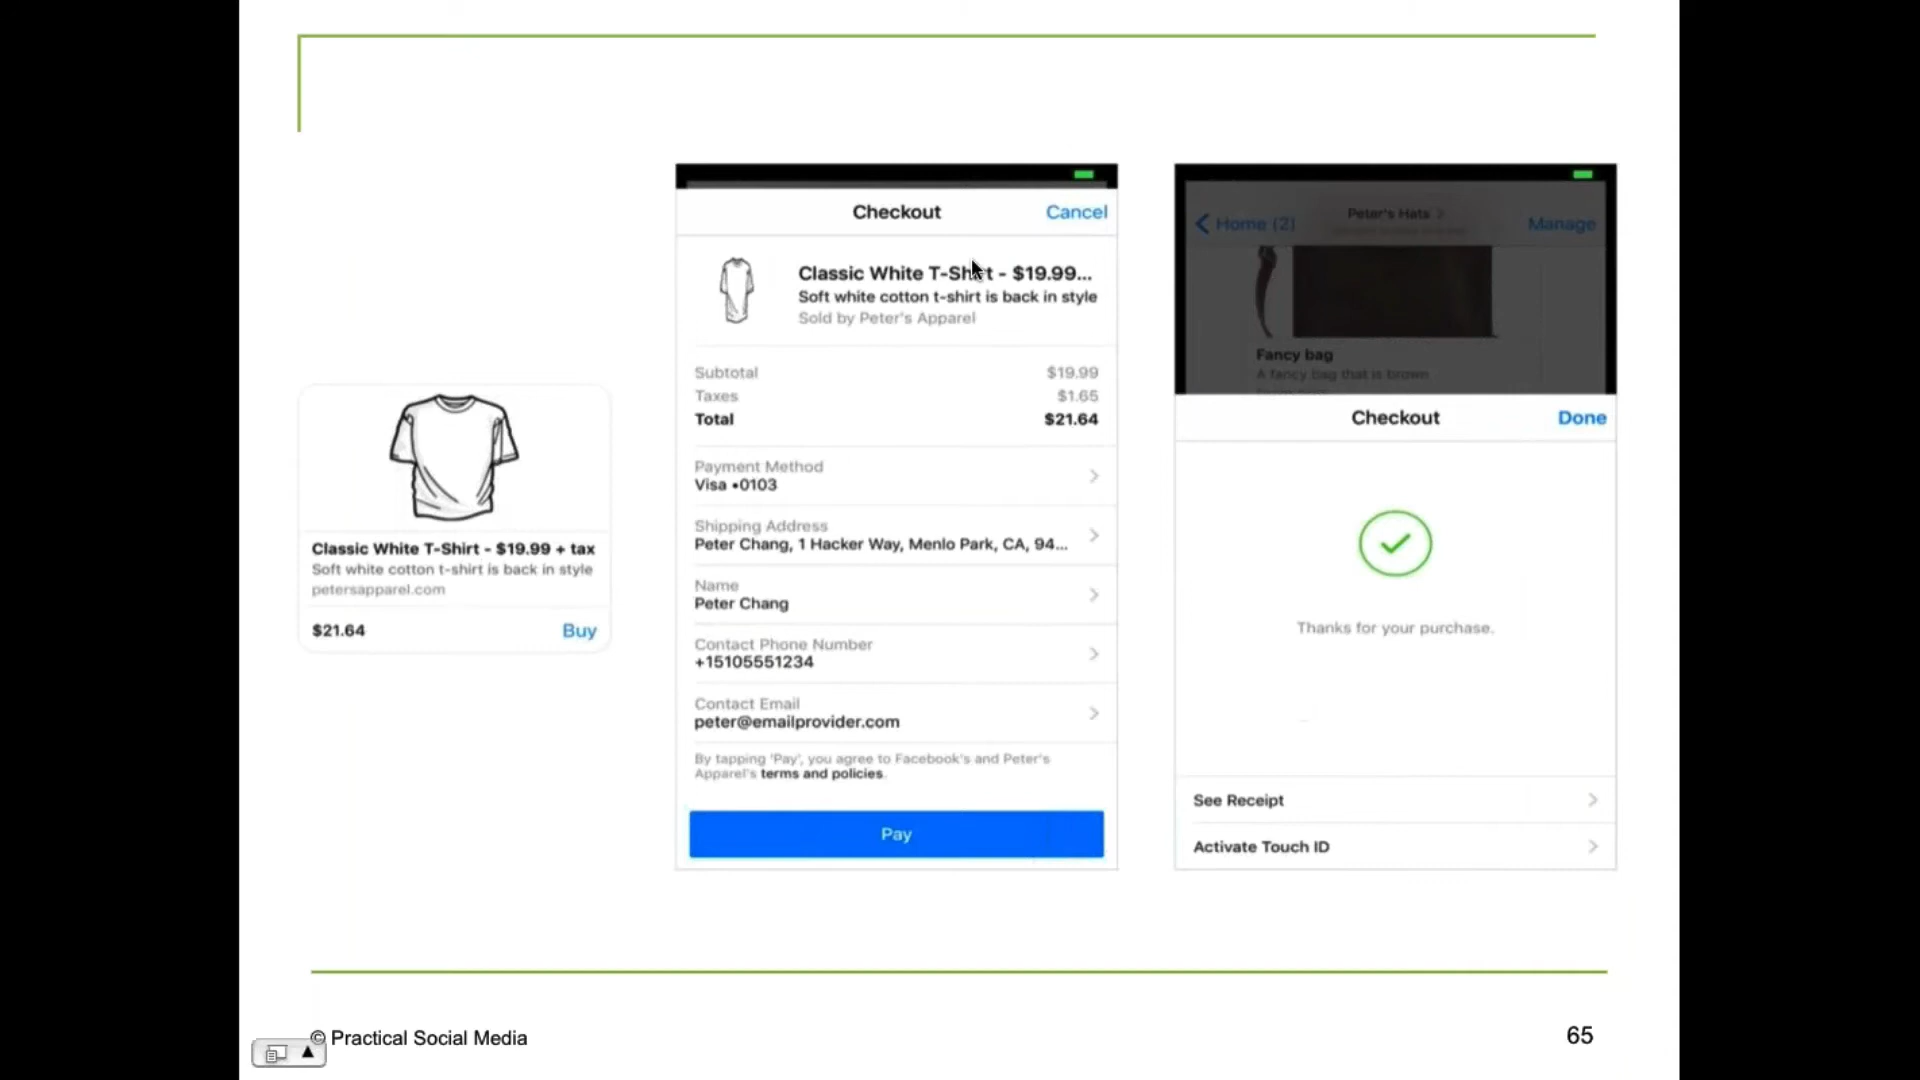 Classic White T-Shirt - $19.99 + tax
Soft white cotton t-shirt is back in style
petersapparel.com
$21.64 Buy
Checkout Cancel
Classic White T-Shirt - $19.99...
Soft white cotton t-shirt is back in style
Sold by Peter's Apparel
Subtotal $19.99
Taxes $1.65
Total $21.64
Payment Method
Visa •0103
Shipping Address
Peter Chang, 1 Hacker Way, Menlo Park, CA, 94...
Name
Peter Chang
Contact Phone Number
+15105551234
Contact Email
peter@emailprovider.com
By tapping 'Pay', you agree to Facebook's and Peter's
Apparel's terms and policies.
Pay
Home (2) Peter's Hats Manage
Fancy bag
A fancy bag that is brown
Checkout Done
Thanks for your purchase.
See Receipt
Activate Touch ID
© Practical Social Media
65